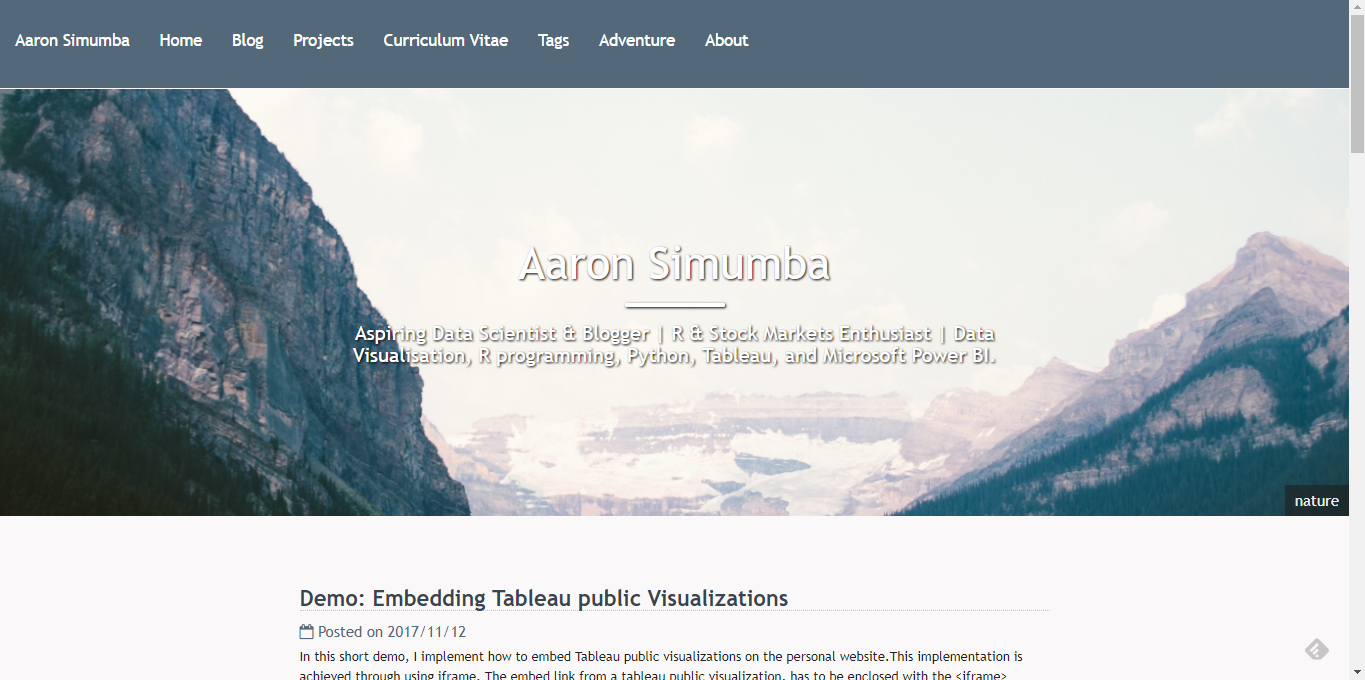 Aaron Simumba Home Blog Projects Curriculum Vitae Tags Adventure About
Aaron Simumba
Aspiring Data Scientist & Blogger | R & Stock Markets Enthusiast | Data
Visualisation, R programming, Python, Tableau, and Microsoft Power BI.
nature
Demo: Embedding Tableau public Visualizations
Posted on 2017/11/12
In this short demo, I implement how to embed Tableau public visualizations on the personal website.This implementation is
achieved through using iframe. The embed link from a tableau public visualization, has to be enclosed with the <iframe>